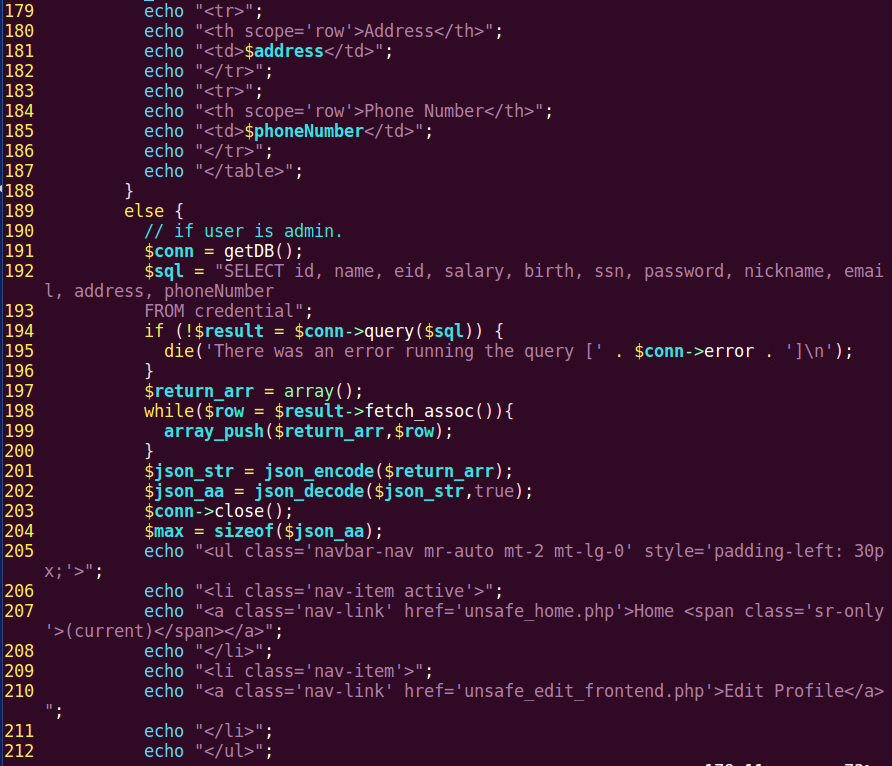 179 echo "<tr>";
180 echo "<th scope='row'>Address</th>";
181 echo "<td>$address</td>";
182 echo "</tr>";
183 echo "<tr>";
184 echo "<th scope='row'>Phone Number</th>";
185 echo "<td>$phoneNumber</td>";
186 echo "</tr>";
187 echo "</table>";
188 }
189 else {
190 // if user is admin.
191 $conn = getDB();
192 $sql = "SELECT id, name, eid, salary, birth, ssn, password, nickname, emai
l, address, phoneNumber
193 FROM credential";
194 if (!$result = $conn->query($sql)) {
195 die('There was an error running the query [' . $conn->error . ']\n');
196 }
197 $return_arr = array();
198 while($row = $result->fetch_assoc()){
199 array_push($return_arr,$row);
200 }
201 $json_str = json_encode($return_arr);
202 $json_aa = json_decode($json_str,true);
203 $conn->close();
204 $max = sizeof($json_aa);
205 echo "<ul class='navbar-nav mr-auto mt-2 mt-lg-0' style='padding-left: 30p
x;'>";
206 echo "<li class='nav-item active'>";
207 echo "<a class='nav-link' href='unsafe_home.php'>Home <span class='sr-only
'>(current)</span></a>";
208 echo "</li>";
209 echo "<li class='nav-item'>";
210 echo "<a class='nav-link' href='unsafe_edit_frontend.php'>Edit Profile</a>
";
211 echo "</li>";
212 echo "</ul>";